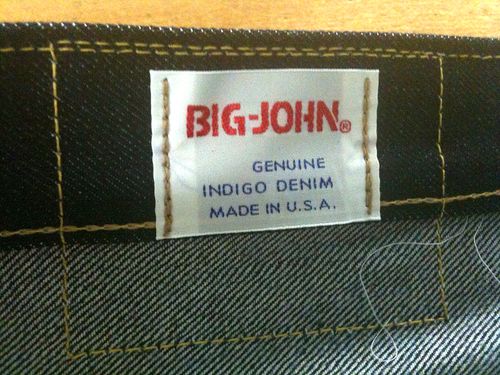 BIG-JOHN®
GENUINE
INDIGO DENIM
MADE IN U.S.A.